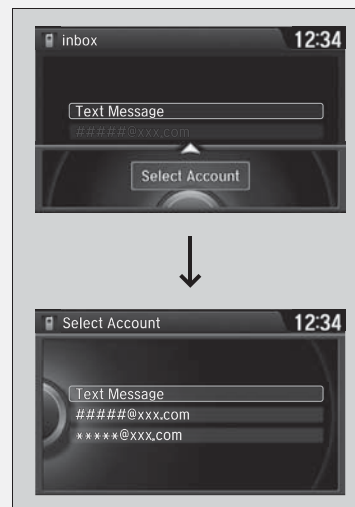 inbox 12:34
Text Message
#####@xxx.com
Select Account
Select Account 12:34
Text Message
#####@xxx.com
*****@xxx.com